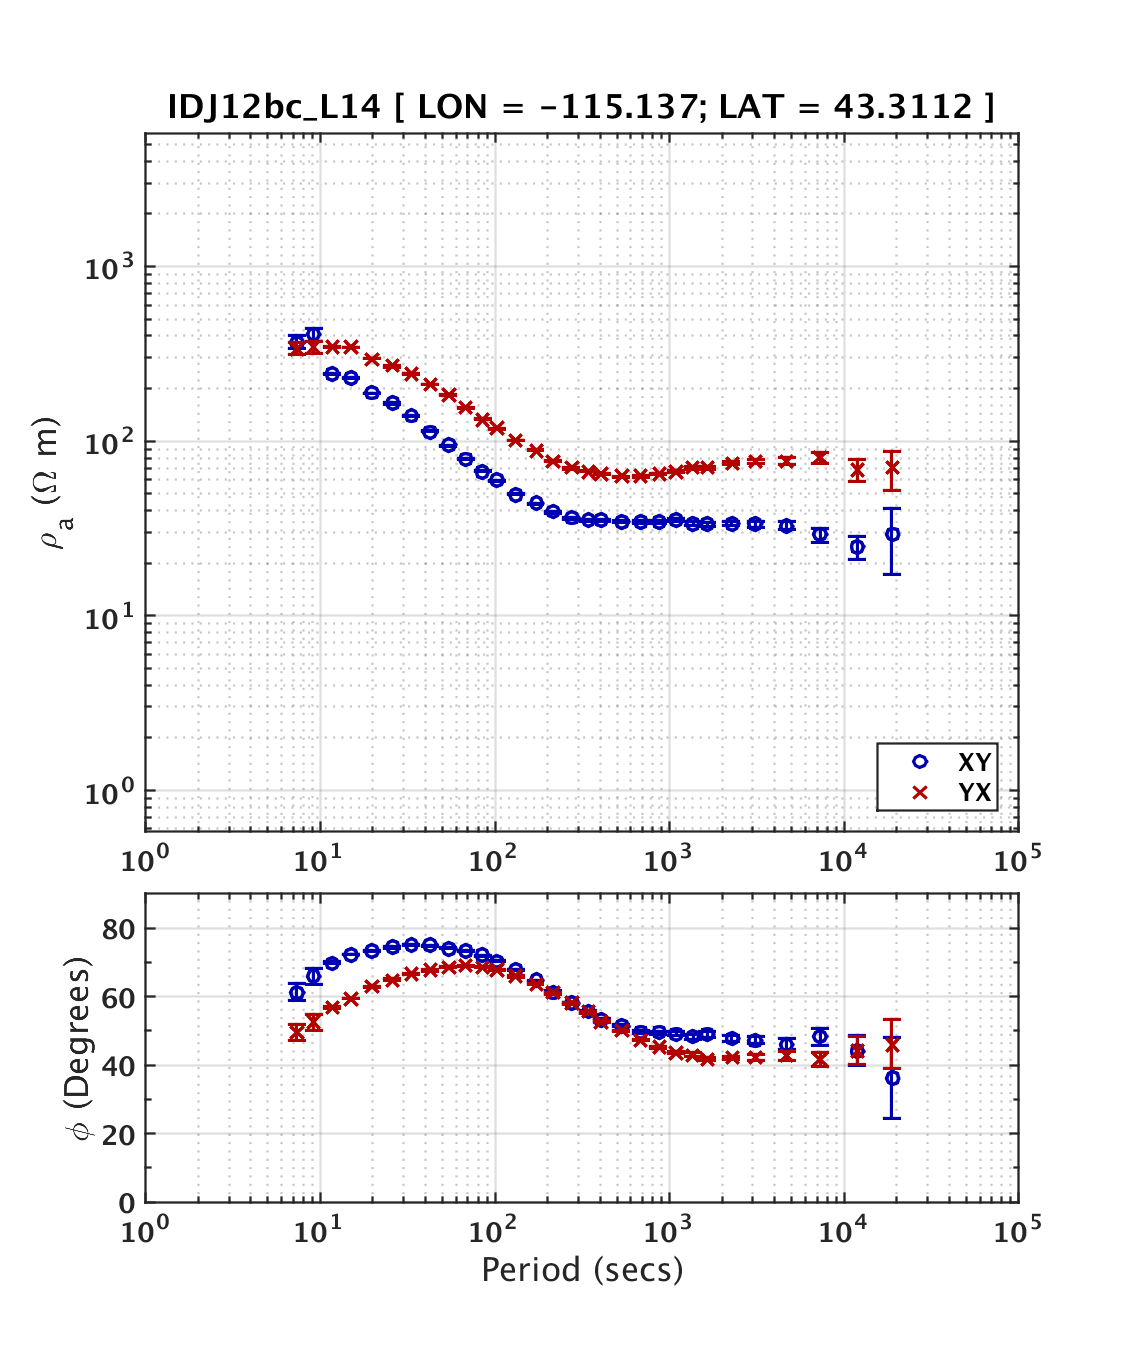 IDJ12bc_L14 [ LON = -115.137; LAT = 43.3112 ]
ρa (Ω m)
10³
10²
10¹
10⁰
XY
YX
10⁰ 10¹ 10² 10³ 10⁴ 10⁵
ϕ (Degrees)
80
60
40
20
0
10⁰ 10¹ 10² 10³ 10⁴ 10⁵
Period (secs)